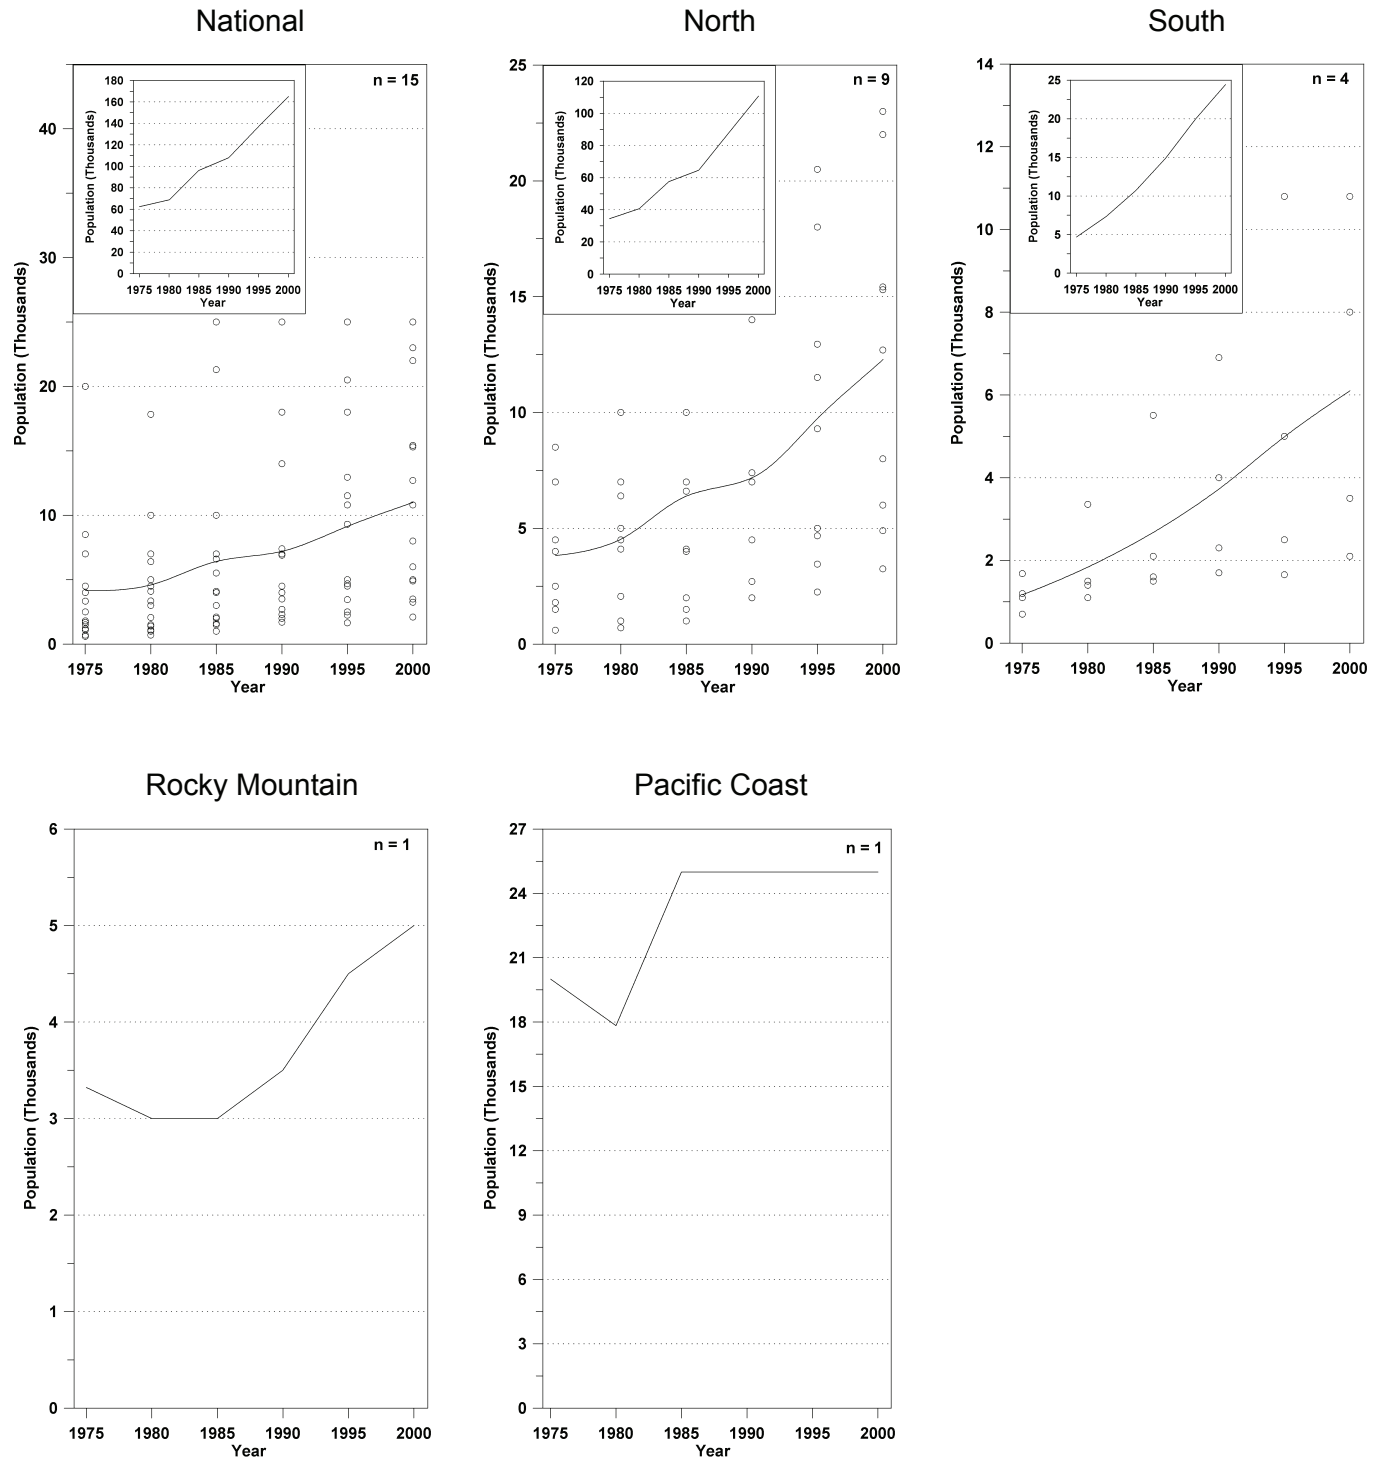 National
North
South
n = 15
180
160
140
120
100
80
60
40
20
0
Population (Thousands)
1975 1980 1985 1990 1995 2000
Year
40
30
20
10
0
Population (Thousands)
1975 1980 1985 1990 1995 2000
Year
n = 9
120
100
80
60
40
20
0
Population (Thousands)
1975 1980 1985 1990 1995 2000
Year
25
20
15
10
5
0
Population (Thousands)
1975 1980 1985 1990 1995 2000
Year
n = 4
25
20
15
10
5
0
Population (Thousands)
1975 1980 1985 1990 1995 2000
Year
14
12
10
8
6
4
2
0
Population (Thousands)
1975 1980 1985 1990 1995 2000
Year
Rocky Mountain
n = 1
6
5
4
3
2
1
0
Population (Thousands)
1975 1980 1985 1990 1995 2000
Year
Pacific Coast
n = 1
27
24
21
18
15
12
9
6
3
0
Population (Thousands)
1975 1980 1985 1990 1995 2000
Year